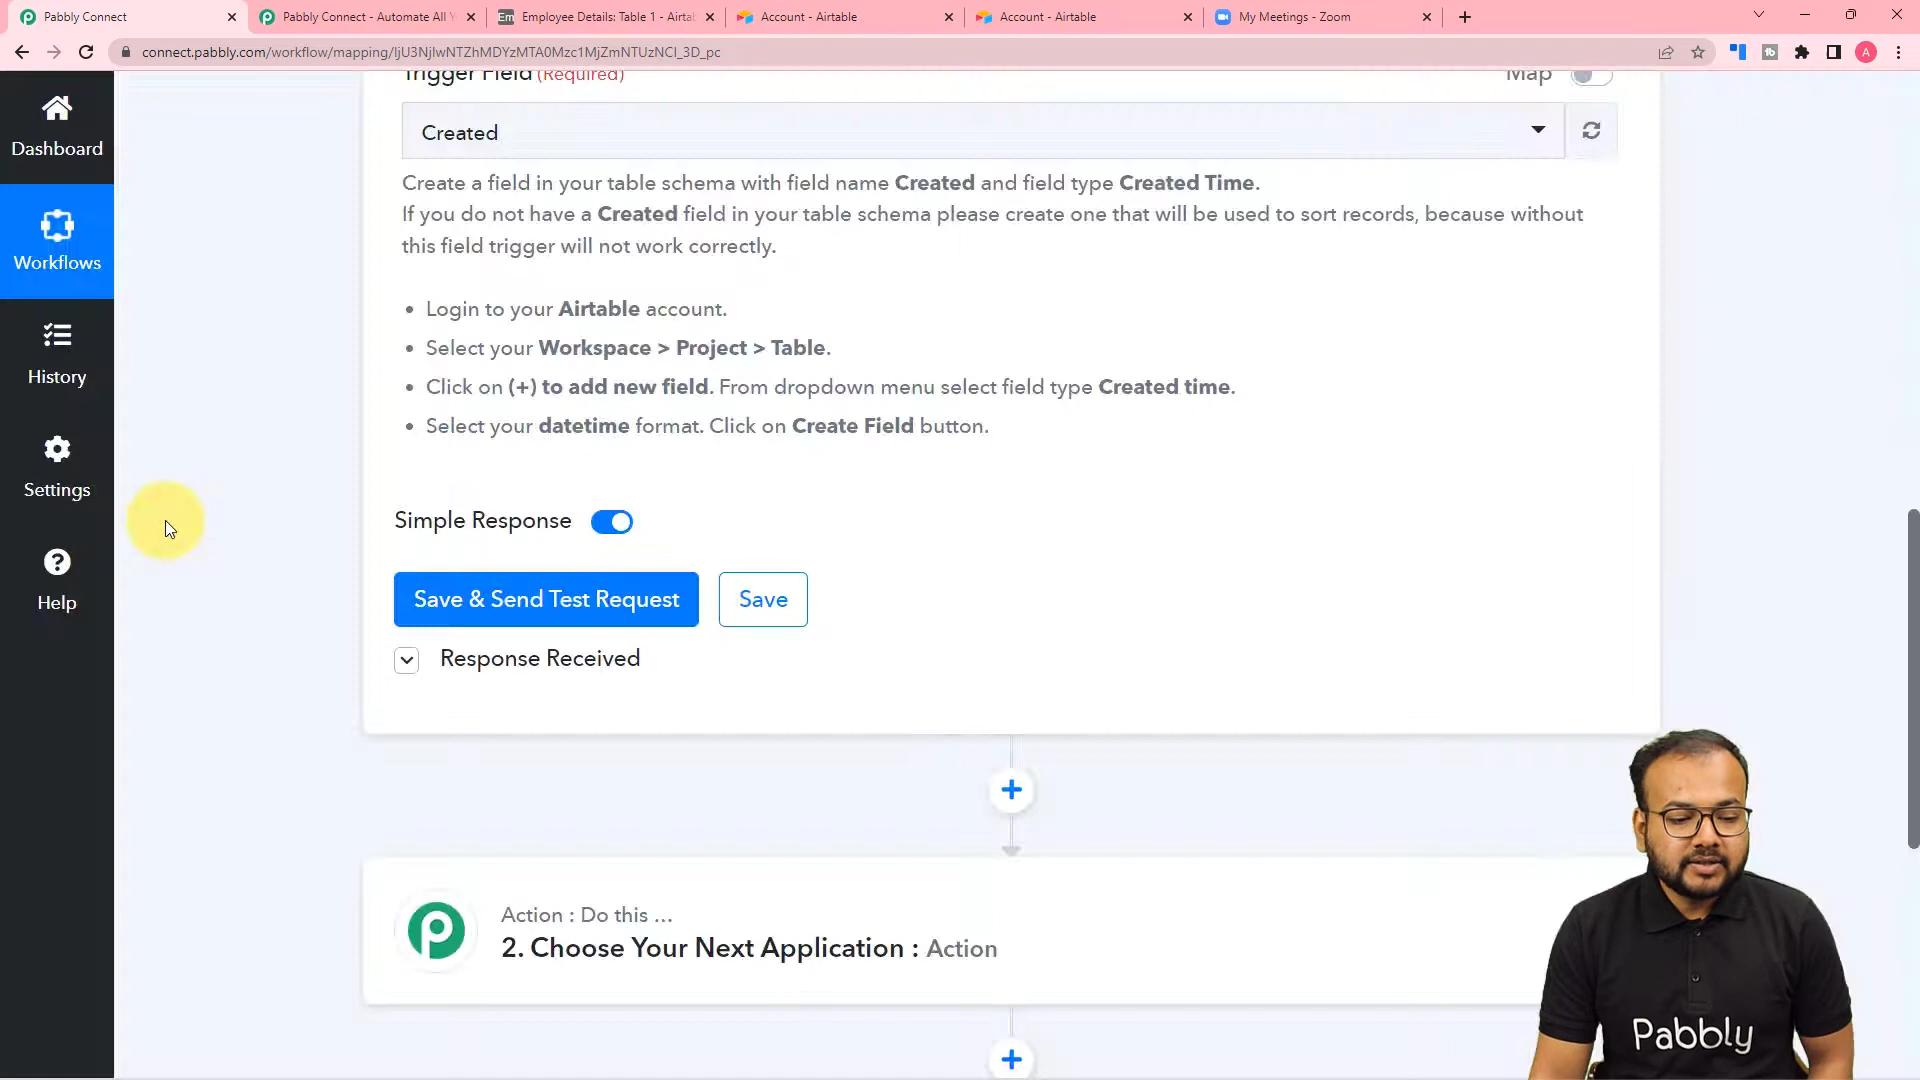 Pabbly Connect
Pabbly Connect - Automate All Y
Employee Details: Table 1 - Airta
Account - Airtable
Account - Airtable
My Meetings - Zoom
connect.pabbly.com/workflow/mapping/IjU3NjIwNTZhMDYzMTA0Mzc1MjZmNTUzNCI_3D_pc
A
Dashboard
Workflows
History
Settings
Help
Trigger Field (Required)
Map
Created
Create a field in your table schema with field name Created and field type Created Time.
If you do not have a Created field in your table schema please create one that will be used to sort records, because without
this field trigger will not work correctly.
• Login to your Airtable account.
• Select your Workspace > Project > Table.
• Click on (+) to add new field. From dropdown menu select field type Created time.
• Select your datetime format. Click on Create Field button.
Simple Response
Save & Send Test Request
Save
Response Received
Action : Do this ...
2. Choose Your Next Application : Action
Pabbly